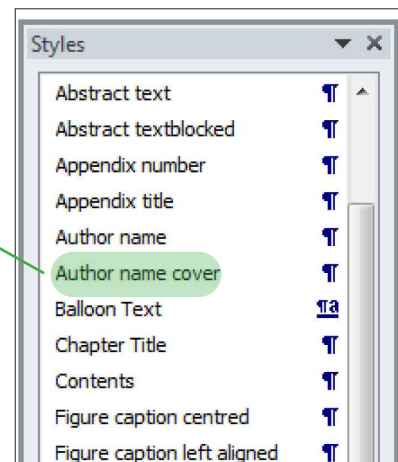 Styles
Abstract text ¶
Abstract textblocked ¶
Appendix number ¶
Appendix title ¶
Author name ¶
Author name cover ¶
Balloon Text ¶a
Chapter Title ¶
Contents ¶
Figure caption centred ¶
Figure caption left aligned ¶